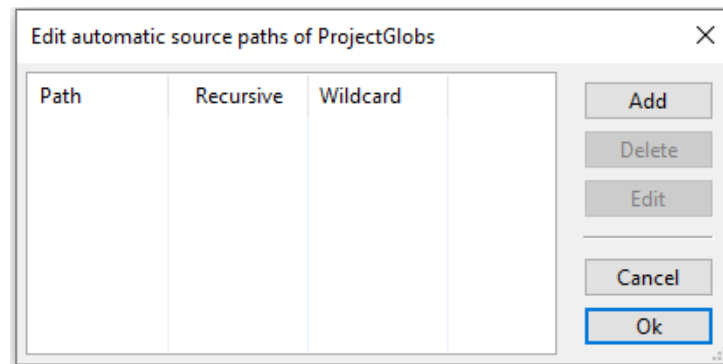 Edit automatic source paths of ProjectGlobs
Path Recursive Wildcard
Add
Delete
Edit
Cancel
Ok